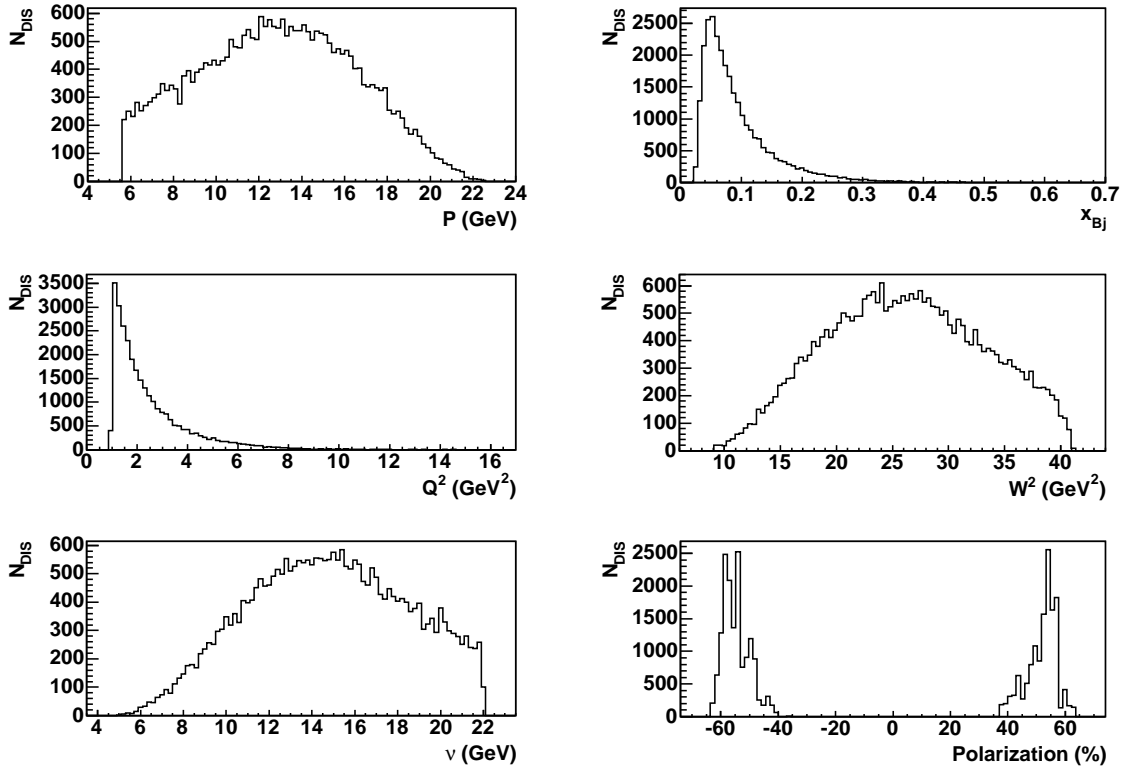 N_DIS
600
500
400
300
200
100
0
4 6 8 10 12 14 16 18 20 22 24
P (GeV)
N_DIS
2500
2000
1500
1000
500
0
0 0.1 0.2 0.3 0.4 0.5 0.6 0.7
x_Bj
N_DIS
3500
3000
2500
2000
1500
1000
500
0
0 2 4 6 8 10 12 14 16
Q² (GeV²)
N_DIS
600
500
400
300
200
100
0
10 15 20 25 30 35 40
W² (GeV²)
N_DIS
600
500
400
300
200
100
0
4 6 8 10 12 14 16 18 20 22
ν (GeV)
N_DIS
2500
2000
1500
1000
500
0
-60 -40 -20 0 20 40 60
Polarization (%)